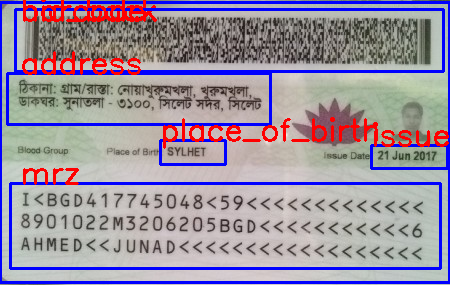 address
ঠিকানা: গ্রাম/রাস্তা: নোয়াখুরুমখলা, খুরুমখলা,
ডাকঘর: সুনাতলা - ৩১০০, সিলেট সদর, সিলেট
place_of_birth
Issue
Blood Group Place of Birth SYLHET Issue Date 21 Jun 2017
mrz
I<BGD417745048<59<<<<<<<<<<<<<
8901022M3206205BGD<<<<<<<<<<<6
AHMED<<JUNAD<<<<<<<<<<<<<<<<<<